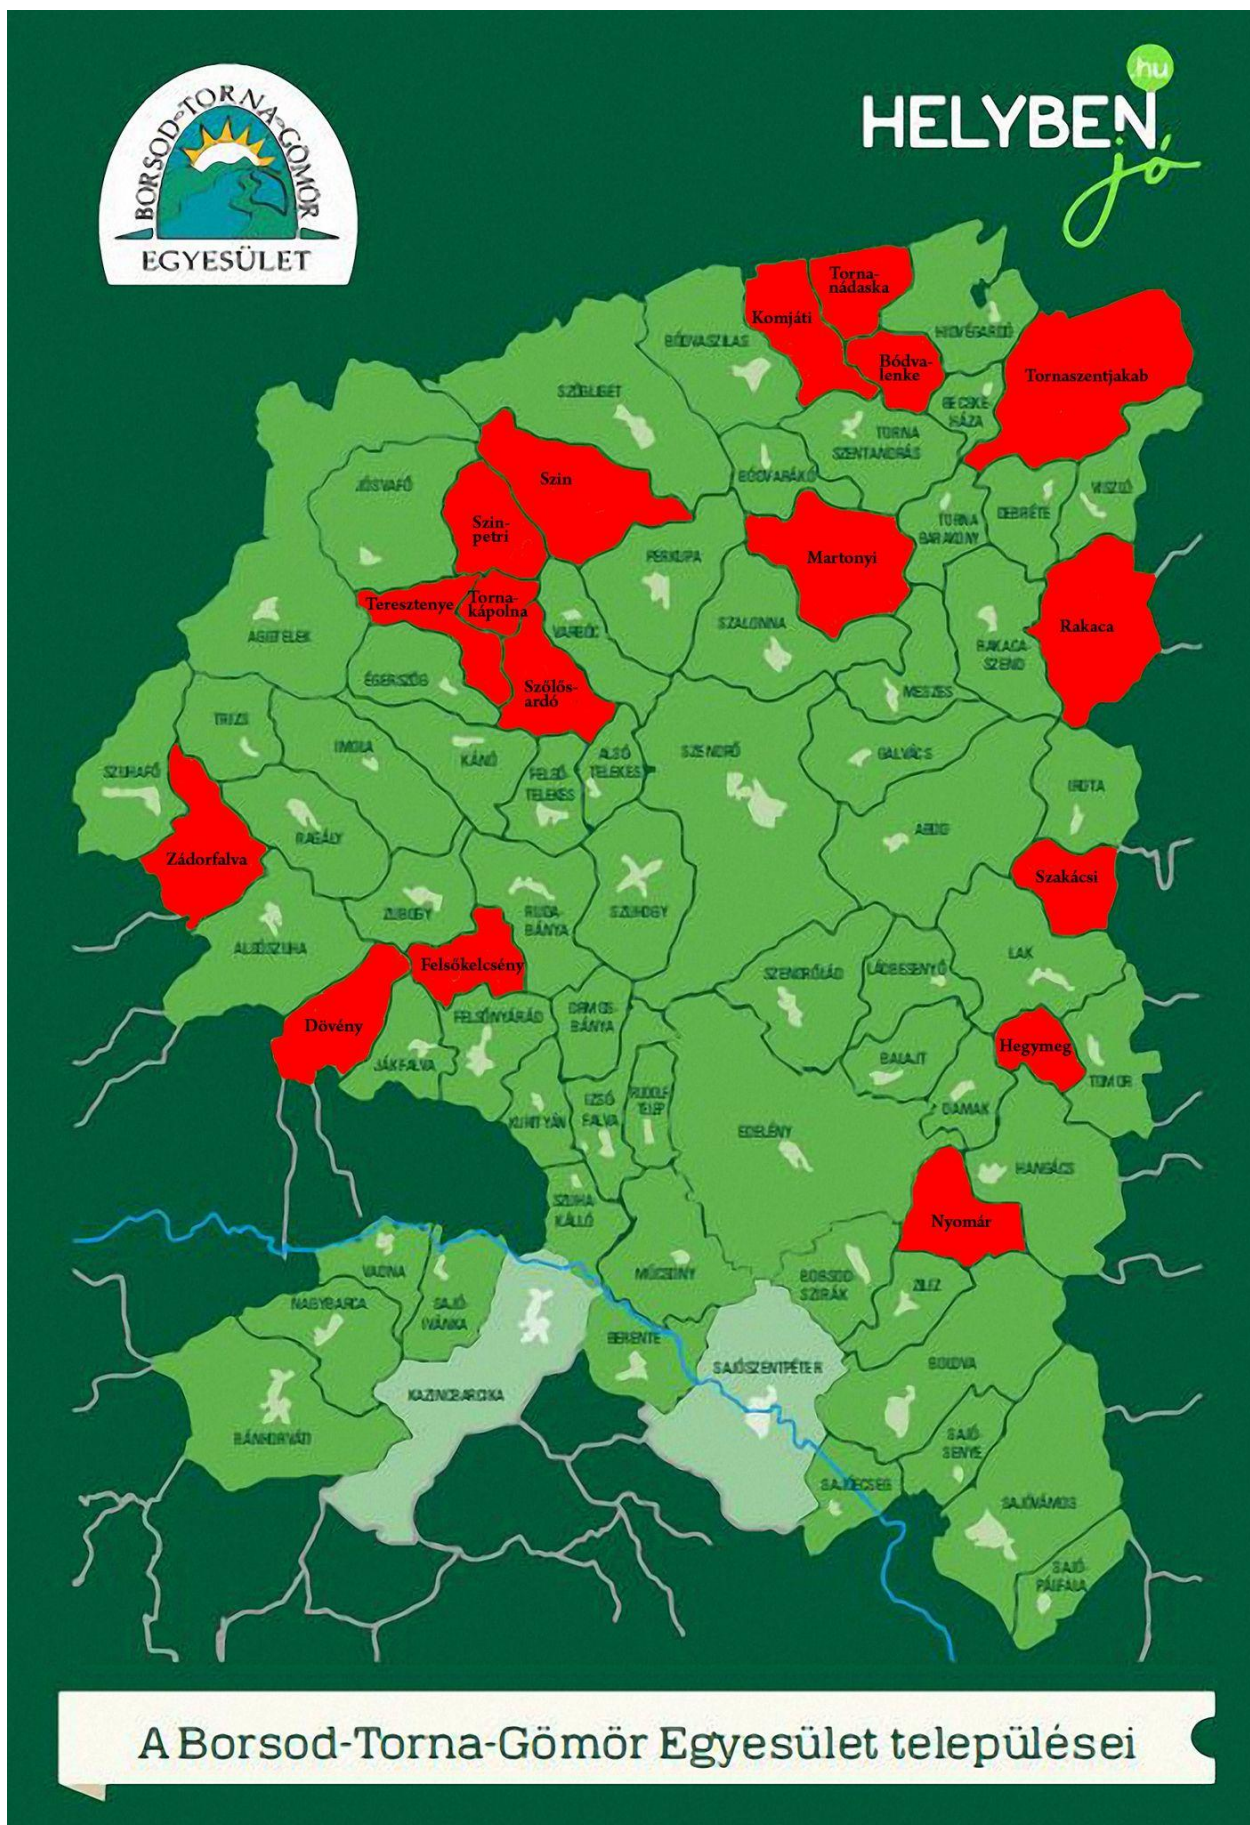 BORSOD-TORNA-GÖMÖR
EGYESÜLET
.hu
HELYBEN
jó
Torna-
nádaska
Komjáti
HIDVÉGARDÓ
BÓDVASZILAS
Bódva-
lenke
Tornaszentjakab
SZÖGLIGET
BECSKE-
HÁZA
TORNA
SZENTANDRÁS
BÓDVARÁKÓ
JÓSVAFŐ
Szin
VISZLÓ
DEBRÉTE
TORNA
BARAKONY
Szin-
petri
PERKUPA
Martonyi
Teresztenye
Torna-
kápolna
AGGTELEK
VARBÓC
SZALONNA
Rakaca
RAKACA-
SZEND
ÉGERSZÖG
Szőlős-
ardó
MESZES
TRIZS
IMOLA
KÁNÓ
ALSÓ
TELEKES
SZENDRŐ
GALVÁCS
SZUHAFŐ
FELSŐ-
TELEKES
IROTA
RAGÁLY
ABOD
Zádorfalva
Szakácsi
ZUBOGY
RUDA-
BÁNYA
SZUHOGY
ALSÓSZUHA
LAK
Felsőkelcsény
SZENDRŐLÁD
LÁDBESENYŐ
Dövény
FELSŐNYÁRÁD
ORMOS-
BÁNYA
Hegymeg
JÁKFALVA
BALAJT
TOMOR
KURITYÁN
IZSÓ
FALVA
RUDOLF
TELEP
DAMAK
EDELÉNY
HANGÁCS
SZUHA
KÁLLÓ
Nyomár
VADNA
MÚCSONY
BORSOD-
SZIRÁK
ZILIZ
NAGYBARCA
SAJÓ
IVÁNKA
BERENTE
SAJÓSZENTPÉTER
BOLDVA
KAZINCBARCIKA
BÁNHORVÁTI
SAJÓ-
SENYE
SAJÓECSEG
SAJÓVÁMOS
SAJÓ-
PÁLFALA
A Borsod-Torna-Gömör Egyesület települései